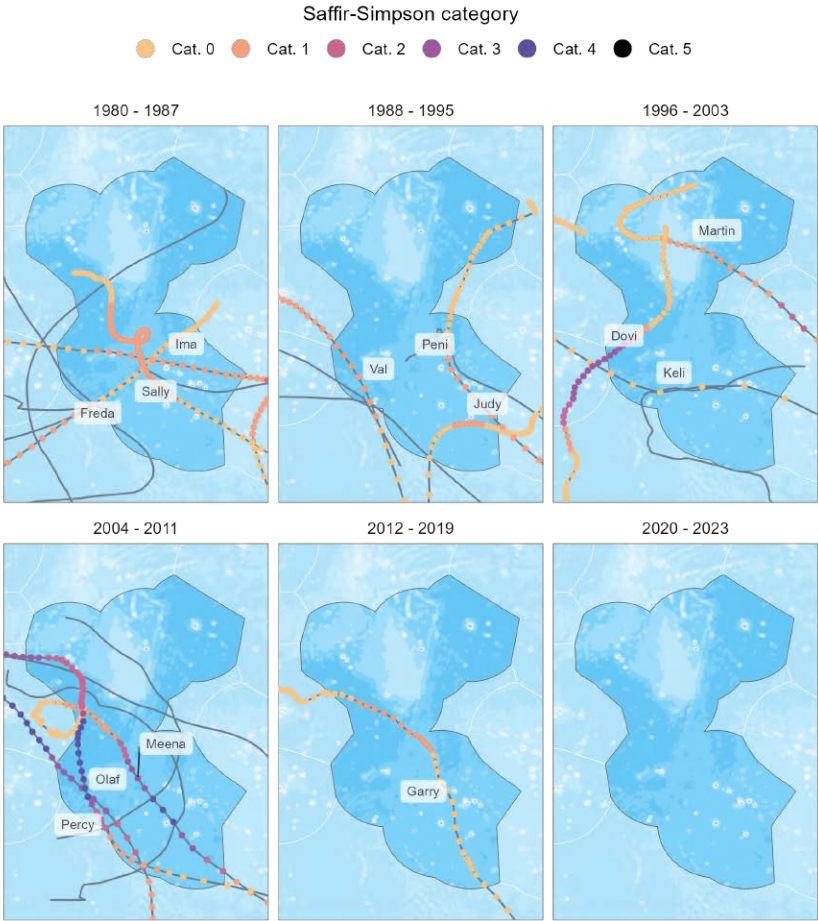 Saffir-Simpson category
Cat. 0 Cat. 1 Cat. 2 Cat. 3 Cat. 4 Cat. 5
1980 - 1987 1988 - 1995 1996 - 2003
Martin
Dovi
Ima
Peni
Val
Keli
Sally
Judy
Freda
2004 - 2011 2012 - 2019 2020 - 2023
Meena
Olaf
Garry
Percy